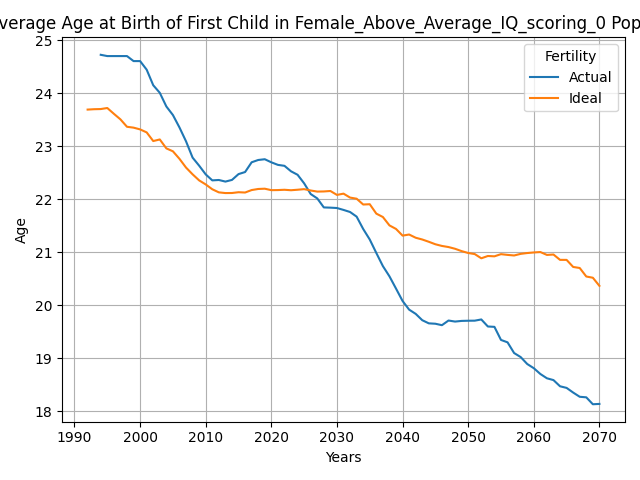 verage Age at Birth of First Child in Female_Above_Average_IQ_scoring_0 Pop
Fertility
Actual
Ideal
25
24
23
22
21
20
19
18
Age
1990 2000 2010 2020 2030 2040 2050 2060 2070
Years